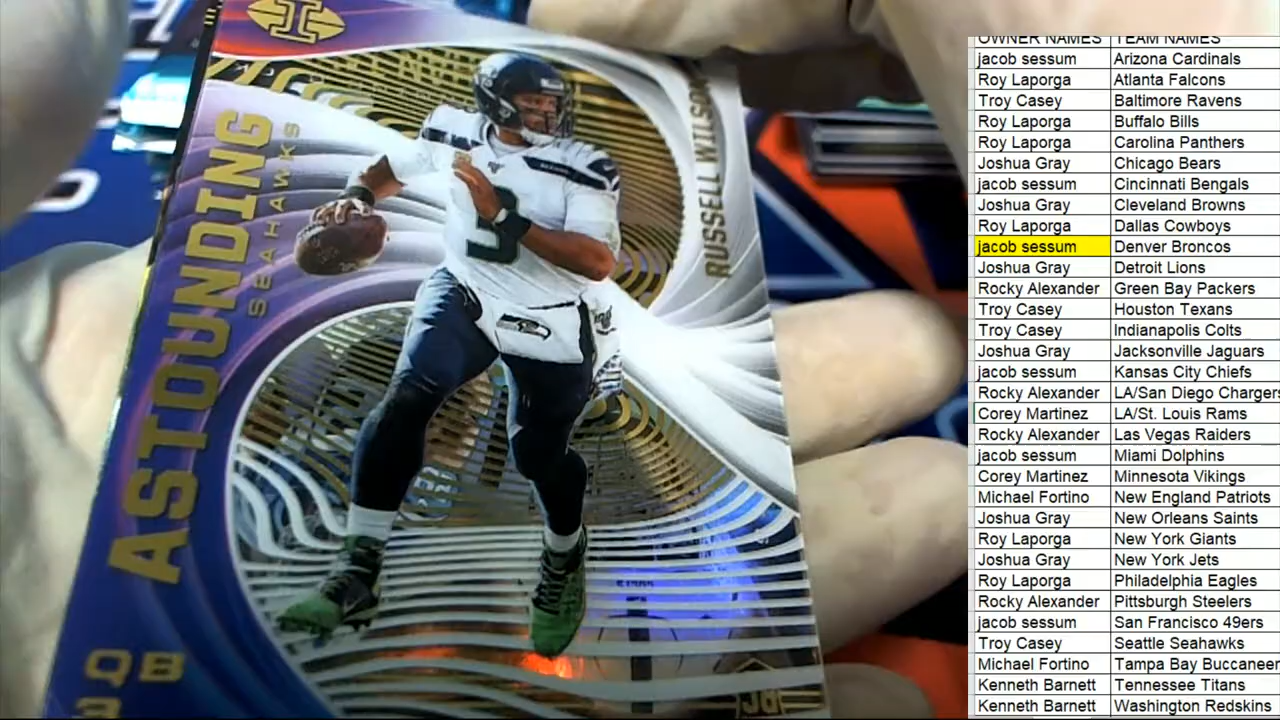 ASTOUNDING
SEAHAWKS
RUSSELL WILSON
3
QB
OWNER NAMES TEAM NAMES
jacob sessum Arizona Cardinals
Roy Laporga Atlanta Falcons
Troy Casey Baltimore Ravens
Roy Laporga Buffalo Bills
Roy Laporga Carolina Panthers
Joshua Gray Chicago Bears
jacob sessum Cincinnati Bengals
Joshua Gray Cleveland Browns
Roy Laporga Dallas Cowboys
jacob sessum Denver Broncos
Joshua Gray Detroit Lions
Rocky Alexander Green Bay Packers
Troy Casey Houston Texans
Troy Casey Indianapolis Colts
Joshua Gray Jacksonville Jaguars
jacob sessum Kansas City Chiefs
Rocky Alexander LA/San Diego Chargers
Corey Martinez LA/St. Louis Rams
Rocky Alexander Las Vegas Raiders
jacob sessum Miami Dolphins
Corey Martinez Minnesota Vikings
Michael Fortino New England Patriots
Joshua Gray New Orleans Saints
Roy Laporga New York Giants
Joshua Gray New York Jets
Roy Laporga Philadelphia Eagles
Rocky Alexander Pittsburgh Steelers
jacob sessum San Francisco 49ers
Troy Casey Seattle Seahawks
Michael Fortino Tampa Bay Buccaneer
Kenneth Barnett Tennessee Titans
Kenneth Barnett Washington Redskins